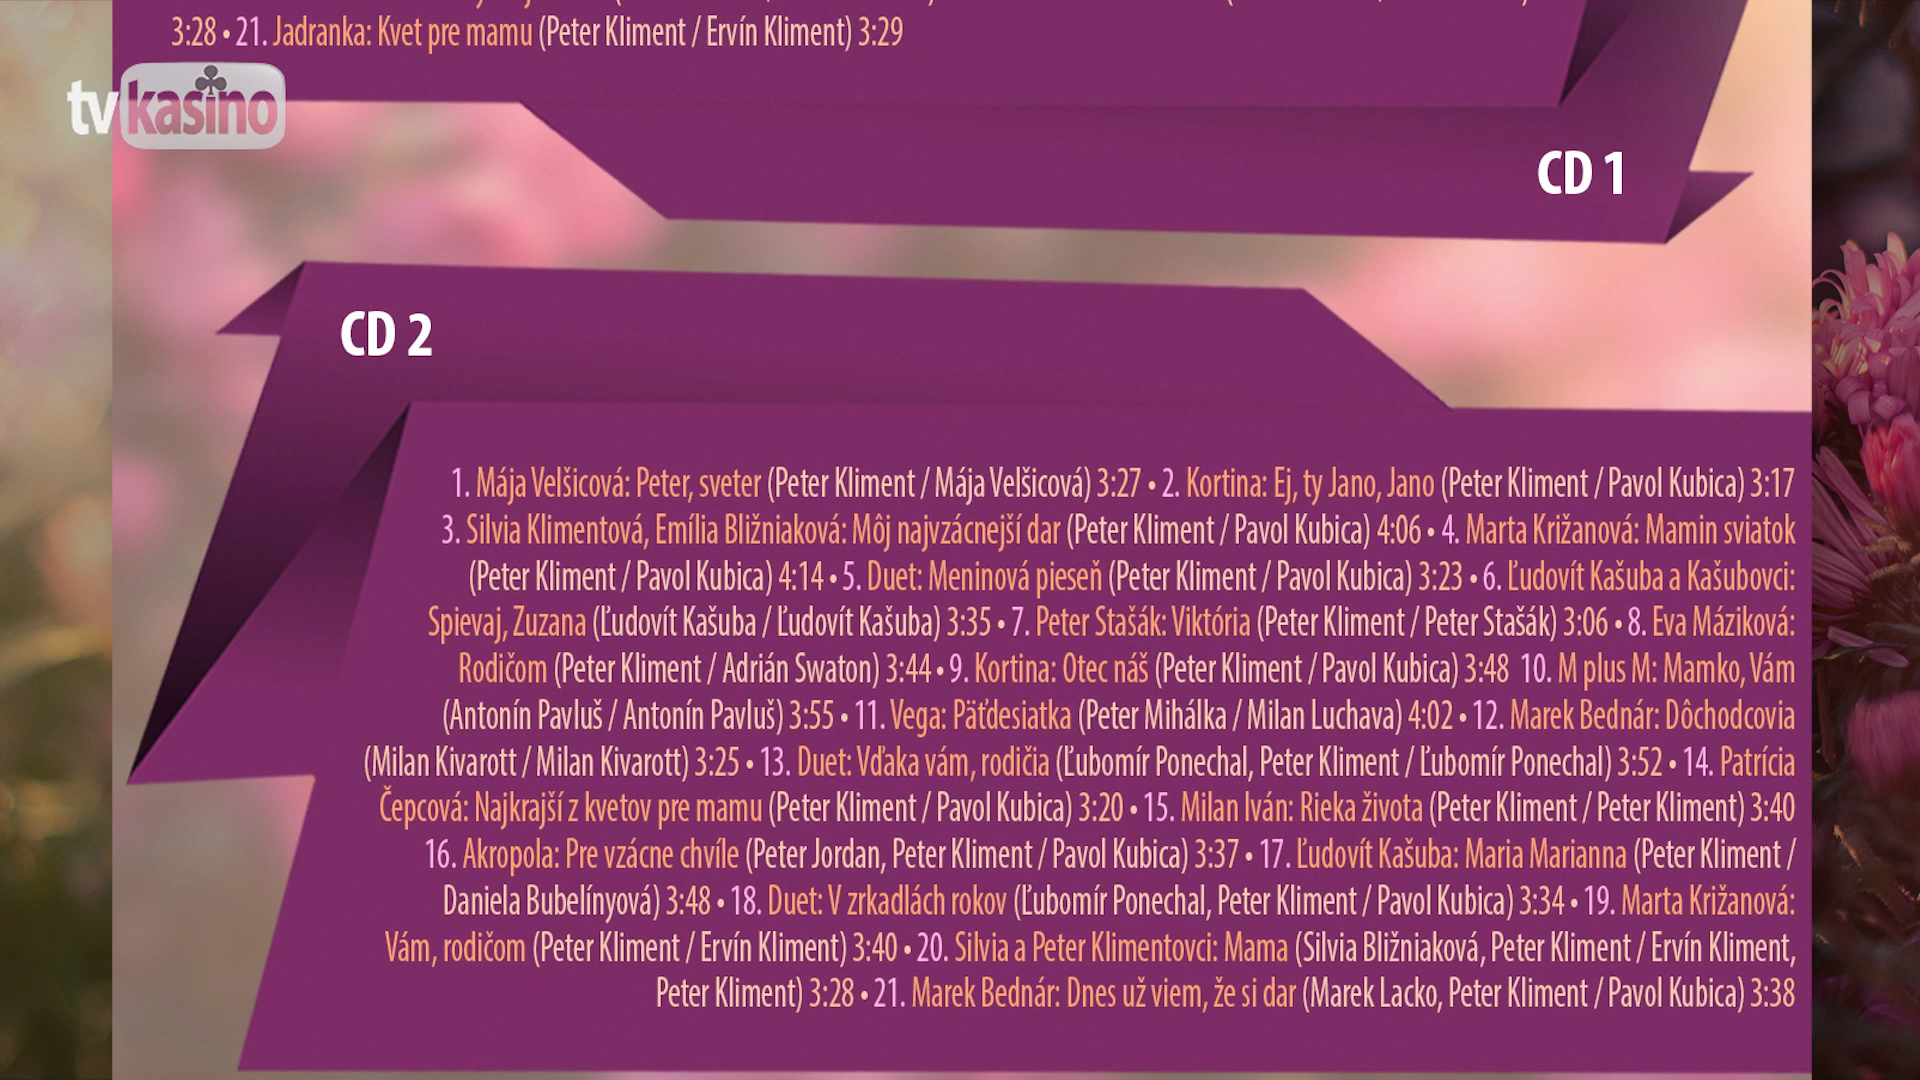 3:28 • 21. Jadranka: Kvet pre mamu (Peter Kliment / Ervín Kliment) 3:29
tvkasino
CD 1
CD 2
1. Mája Velšicová: Peter, sveter (Peter Kliment / Mája Velšicová) 3:27 • 2. Kortina: Ej, ty Jano, Jano (Peter Kliment / Pavol Kubica) 3:17
3. Silvia Klimentová, Emília Bližniaková: Môj najvzácnejší dar (Peter Kliment / Pavol Kubica) 4:06 • 4. Marta Križanová: Mamin sviatok
(Peter Kliment / Pavol Kubica) 4:14 • 5. Duet: Meninová pieseň (Peter Kliment / Pavol Kubica) 3:23 • 6. Ľudovít Kašuba a Kašubovci:
Spievaj, Zuzana (Ľudovít Kašuba / Ľudovít Kašuba) 3:35 • 7. Peter Stašák: Viktória (Peter Kliment / Peter Stašák) 3:06 • 8. Eva Máziková:
Rodičom (Peter Kliment / Adrián Swaton) 3:44 • 9. Kortina: Otec náš (Peter Kliment / Pavol Kubica) 3:48 10. M plus M: Mamko, Vám
(Antonín Pavluš / Antonín Pavluš) 3:55 • 11. Vega: Päťdesiatka (Peter Mihálka / Milan Luchava) 4:02 • 12. Marek Bednár: Dôchodcovia
(Milan Kivarott / Milan Kivarott) 3:25 • 13. Duet: Vďaka vám, rodičia (Ľubomír Ponechal, Peter Kliment / Ľubomír Ponechal) 3:52 • 14. Patrícia
Čepcová: Najkrajší z kvetov pre mamu (Peter Kliment / Pavol Kubica) 3:20 • 15. Milan Iván: Rieka života (Peter Kliment / Peter Kliment) 3:40
16. Akropola: Pre vzácne chvíle (Peter Jordan, Peter Kliment / Pavol Kubica) 3:37 • 17. Ľudovít Kašuba: Maria Marianna (Peter Kliment /
Daniela Bubelínyová) 3:48 • 18. Duet: V zrkadlách rokov (Ľubomír Ponechal, Peter Kliment / Pavol Kubica) 3:34 • 19. Marta Križanová:
Vám, rodičom (Peter Kliment / Ervín Kliment) 3:40 • 20. Silvia a Peter Klimentovci: Mama (Silvia Bližniaková, Peter Kliment / Ervín Kliment,
Peter Kliment) 3:28 • 21. Marek Bednár: Dnes už viem, že si dar (Marek Lacko, Peter Kliment / Pavol Kubica) 3:38